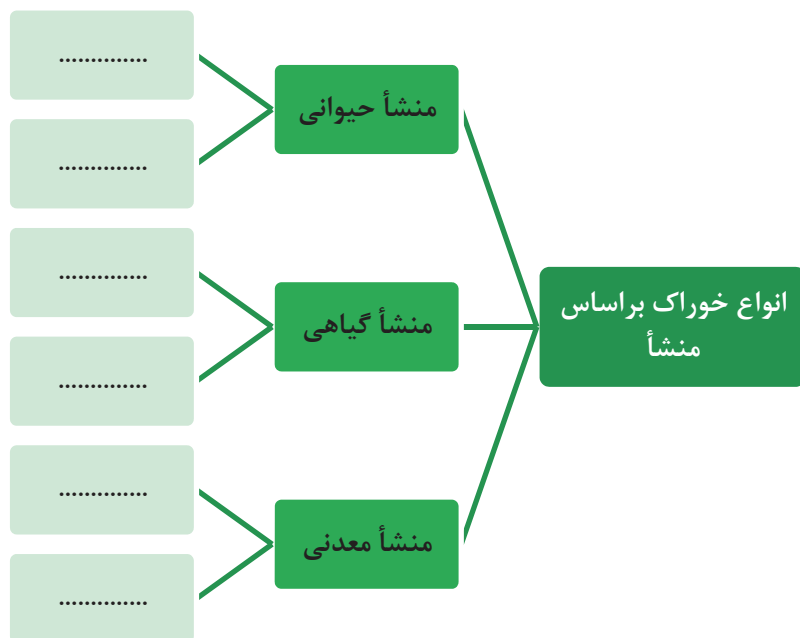 انواع خوراک براساس
منشأ
منشأ حیوانی
..............
..............
منشأ گیاهی
..............
..............
منشأ معدنی
..............
..............